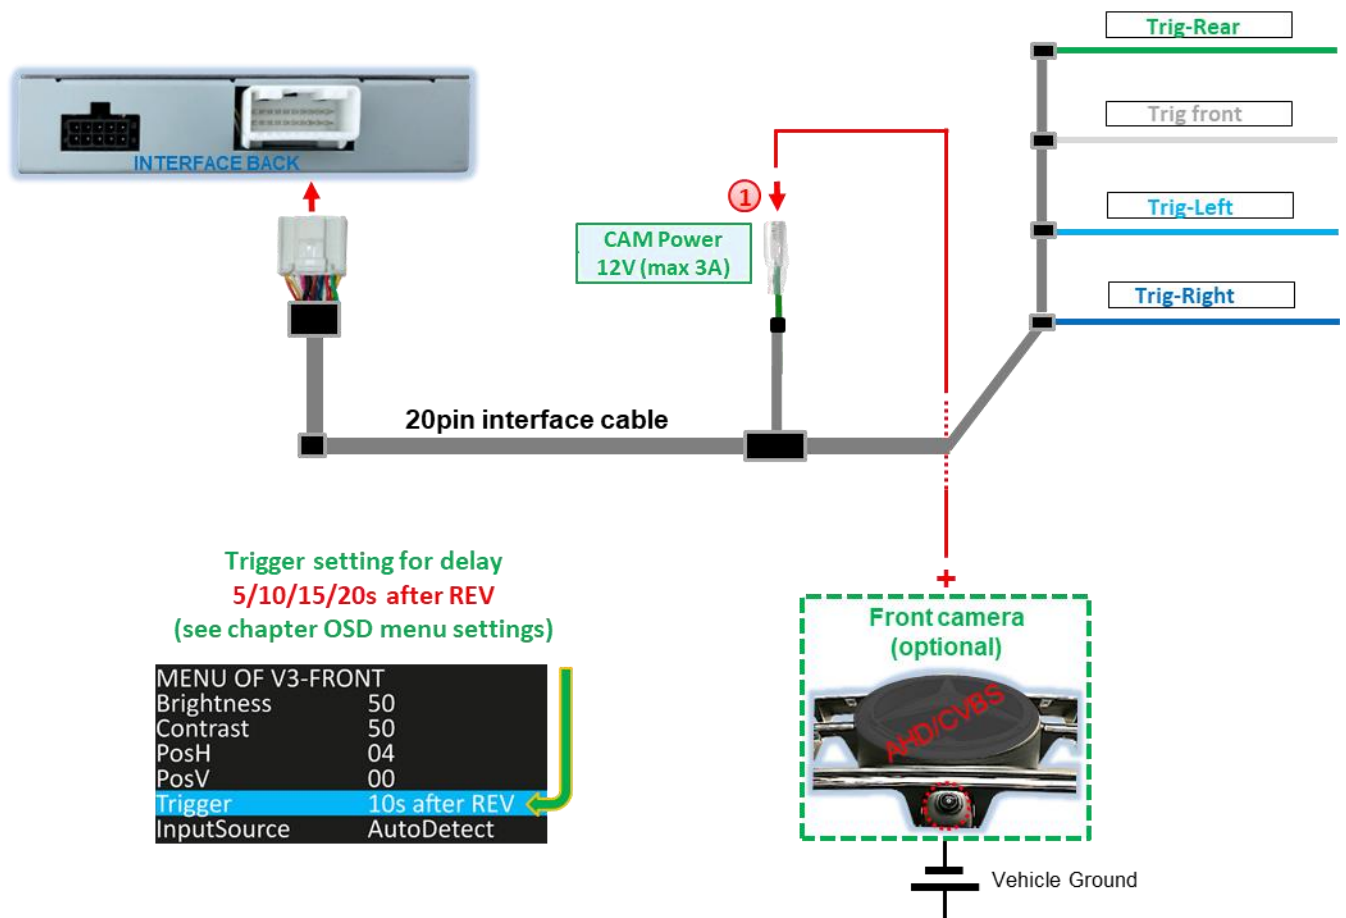 Trig-Rear
Trig front
Trig-Left
Trig-Right
INTERFACE BACK
1
CAM Power
12V (max 3A)
20pin interface cable
Trigger setting for delay
5/10/15/20s after REV
(see chapter OSD menu settings)
MENU OF V3-FRONT
Brightness 50
Contrast 50
PosH 04
PosV 00
Trigger 10s after REV
InputSource AutoDetect
+
Front camera
(optional)
AHD/CVBS
Vehicle Ground